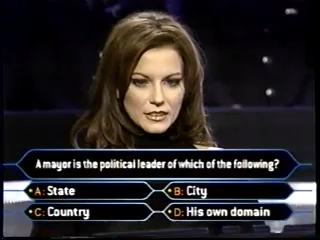 A mayor is the political leader of which of the following?
A: State
B: City
C: Country
D: His own domain